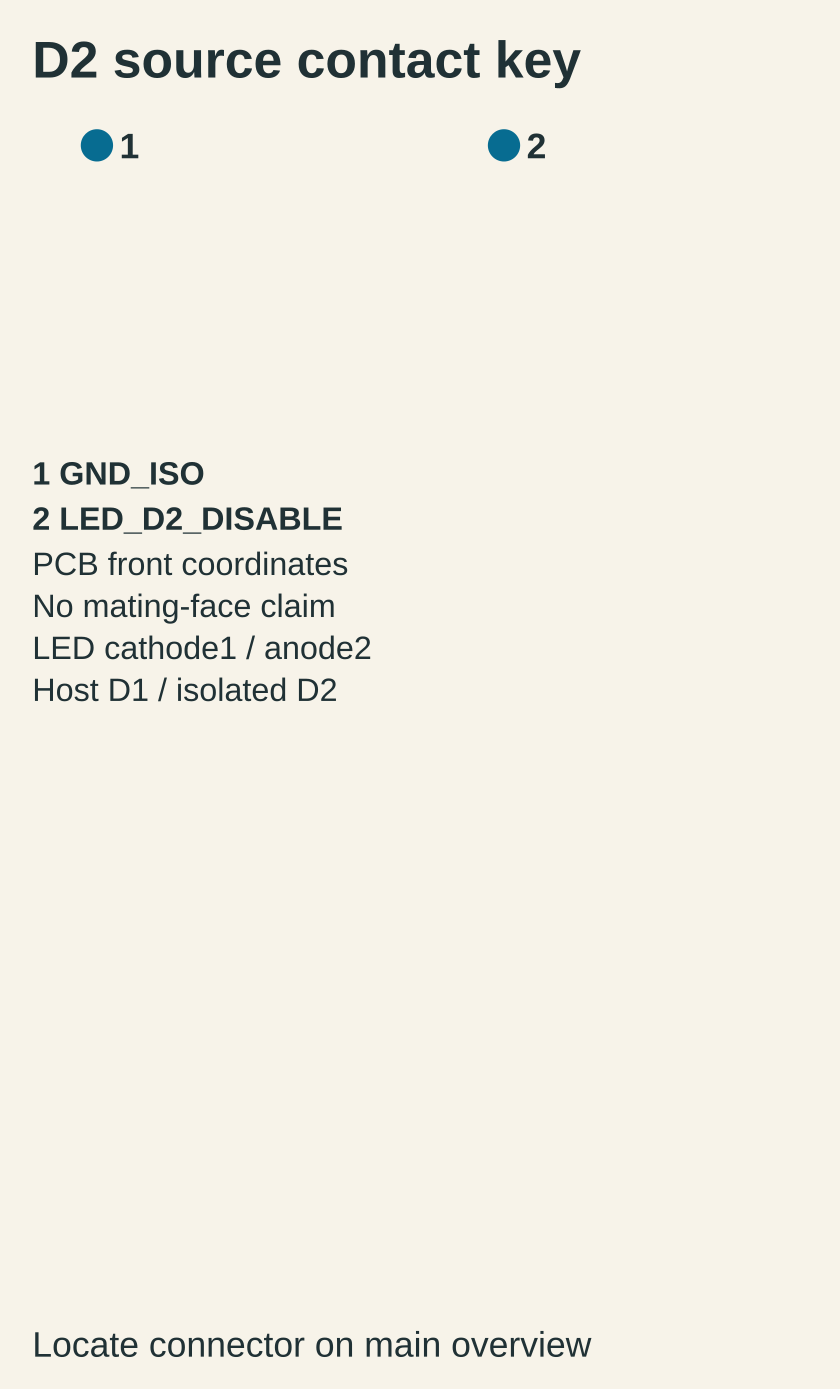 D2 source contact key
1 2
1 GND_ISO
2 LED_D2_DISABLE
PCB front coordinates
No mating-face claim
LED cathode1 / anode2
Host D1 / isolated D2
Locate connector on main overview